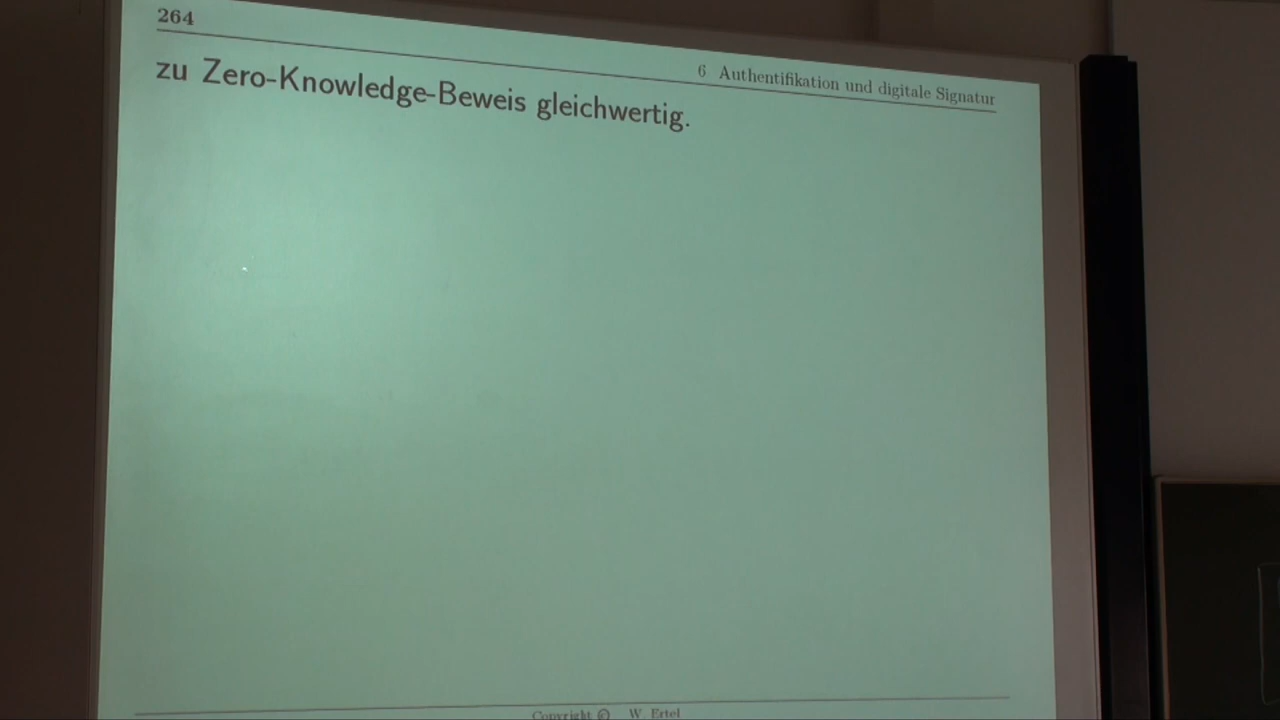 264
6 Authentifikation und digitale Signatur
zu Zero-Knowledge-Beweis gleichwertig.
Copyright © W. Ertel